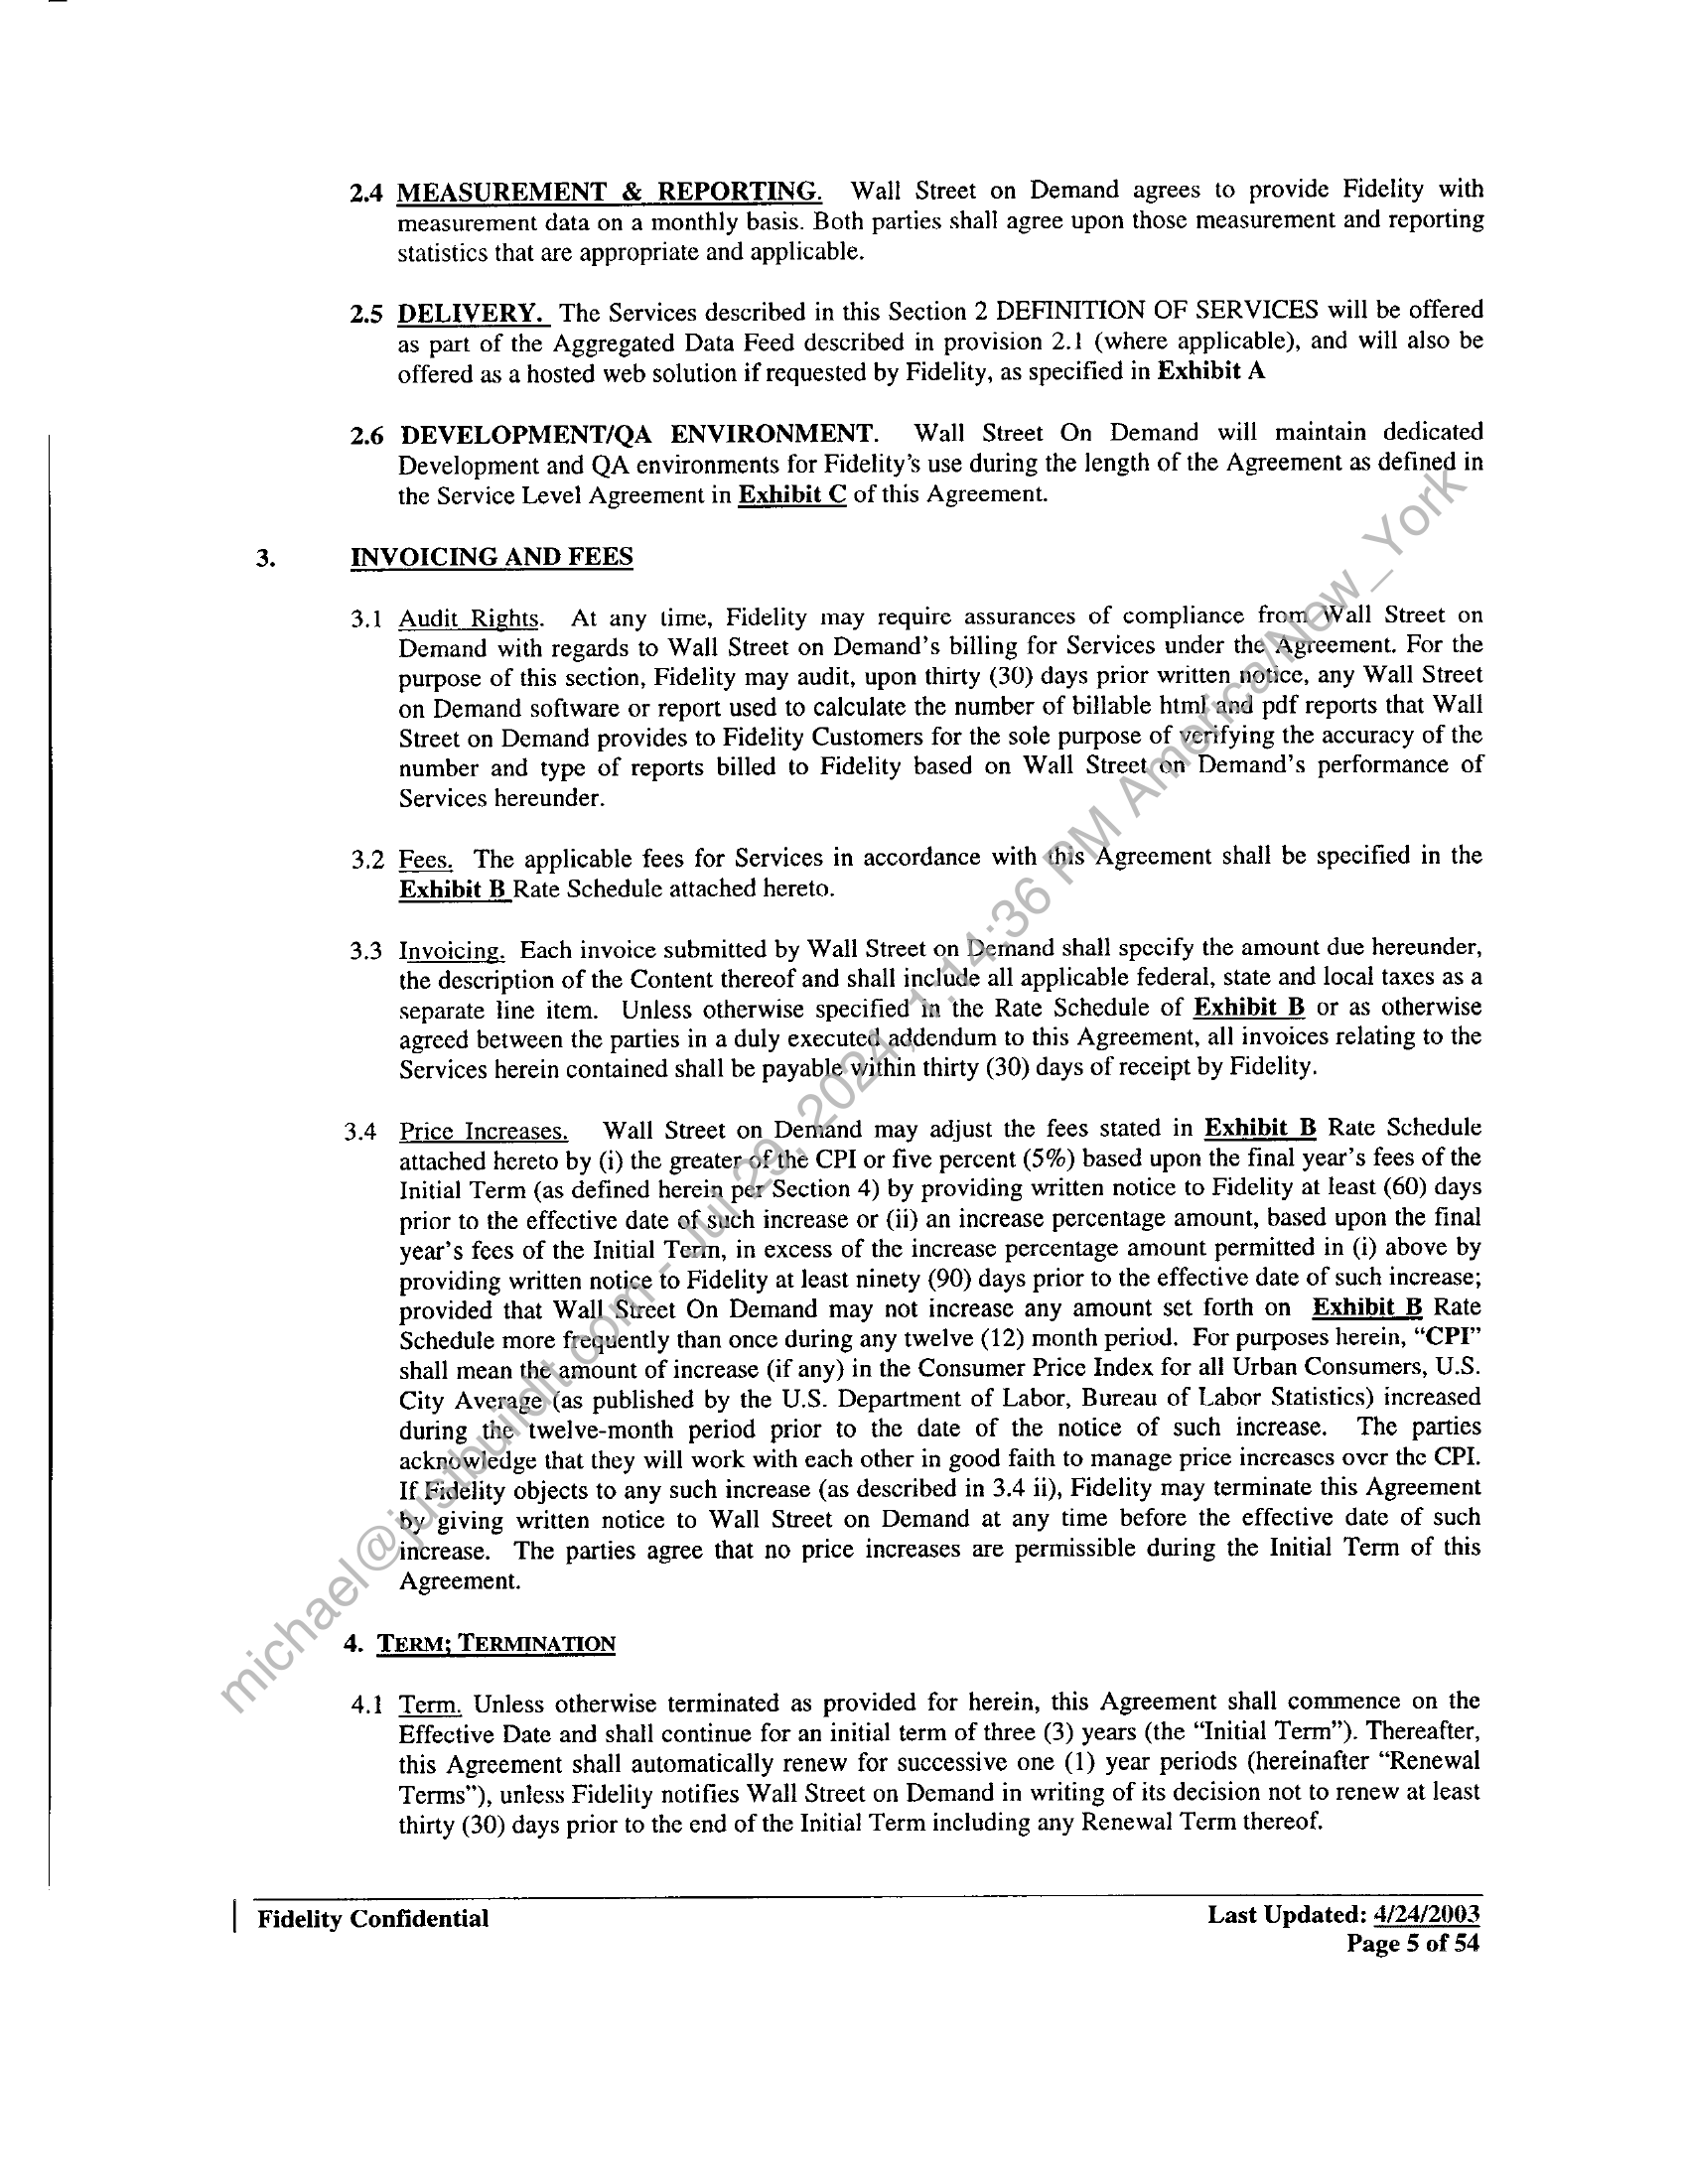 2.4 MEASUREMENT & REPORTING. Wall Street on Demand agrees to provide Fidelity with
measurement data on a monthly basis. Both parties shall agree upon those measurement and reporting
statistics that are appropriate and applicable.
2.5 DELIVERY. The Services described in this Section 2 DEFINITION OF SERVICES will be offered
as part of the Aggregated Data Feed described in provision 2.1 (where applicable), and will also be
offered as a hosted web solution if requested by Fidelity, as specified in Exhibit A
2.6 DEVELOPMENT/QA ENVIRONMENT. Wall Street On Demand will maintain dedicated
Development and QA environments for Fidelity's use during the length of the Agreement as defined in
the Service Level Agreement in Exhibit C of this Agreement.
3. INVOICING AND FEES
3.1 Audit Rights. At any time, Fidelity may require assurances of compliance from Wall Street on
Demand with regards to Wall Street on Demand's billing for Services under the Agreement. For the
purpose of this section, Fidelity may audit, upon thirty (30) days prior written notice, any Wall Street
on Demand software or report used to calculate the number of billable html and pdf reports that Wall
Street on Demand provides to Fidelity Customers for the sole purpose of verifying the accuracy of the
number and type of reports billed to Fidelity based on Wall Street on Demand's performance of
Services hereunder.
3.2 Fees. The applicable fees for Services in accordance with this Agreement shall be specified in the
Exhibit B Rate Schedule attached hereto.
3.3 Invoicing. Each invoice submitted by Wall Street on Demand shall specify the amount due hereunder,
the description of the Content thereof and shall include all applicable federal, state and local taxes as a
separate line item. Unless otherwise specified in the Rate Schedule of Exhibit B or as otherwise
agreed between the parties in a duly executed addendum to this Agreement, all invoices relating to the
Services herein contained shall be payable within thirty (30) days of receipt by Fidelity.
3.4 Price Increases. Wall Street on Demand may adjust the fees stated in Exhibit B Rate Schedule
attached hereto by (i) the greater of the CPI or five percent (5%) based upon the final year's fees of the
Initial Term (as defined herein per Section 4) by providing written notice to Fidelity at least (60) days
prior to the effective date of such increase or (ii) an increase percentage amount, based upon the final
year's fees of the Initial Term, in excess of the increase percentage amount permitted in (i) above by
providing written notice to Fidelity at least ninety (90) days prior to the effective date of such increase;
provided that Wall Street On Demand may not increase any amount set forth on Exhibit B Rate
Schedule more frequently than once during any twelve (12) month period. For purposes herein, “CPI”
shall mean the amount of increase (if any) in the Consumer Price Index for all Urban Consumers, U.S.
City Average (as published by the U.S. Department of Labor, Bureau of Labor Statistics) increased
during the twelve-month period prior to the date of the notice of such increase. The parties
acknowledge that they will work with each other in good faith to manage price increases over the CPI.
If Fidelity objects to any such increase (as described in 3.4 ii), Fidelity may terminate this Agreement
by giving written notice to Wall Street on Demand at any time before the effective date of such
increase. The parties agree that no price increases are permissible during the Initial Term of this
Agreement.
4. TERM; TERMINATION
4.1 Term. Unless otherwise terminated as provided for herein, this Agreement shall commence on the
Effective Date and shall continue for an initial term of three (3) years (the “Initial Term”). Thereafter,
this Agreement shall automatically renew for successive one (1) year periods (hereinafter “Renewal
Terms”), unless Fidelity notifies Wall Street on Demand in writing of its decision not to renew at least
thirty (30) days prior to the end of the Initial Term including any Renewal Term thereof.
Fidelity Confidential Last Updated: 4/24/2003
Page 5 of 54
michael@justbuildit.com - Jul 29, 2024, 1:14:36 PM America/New_York